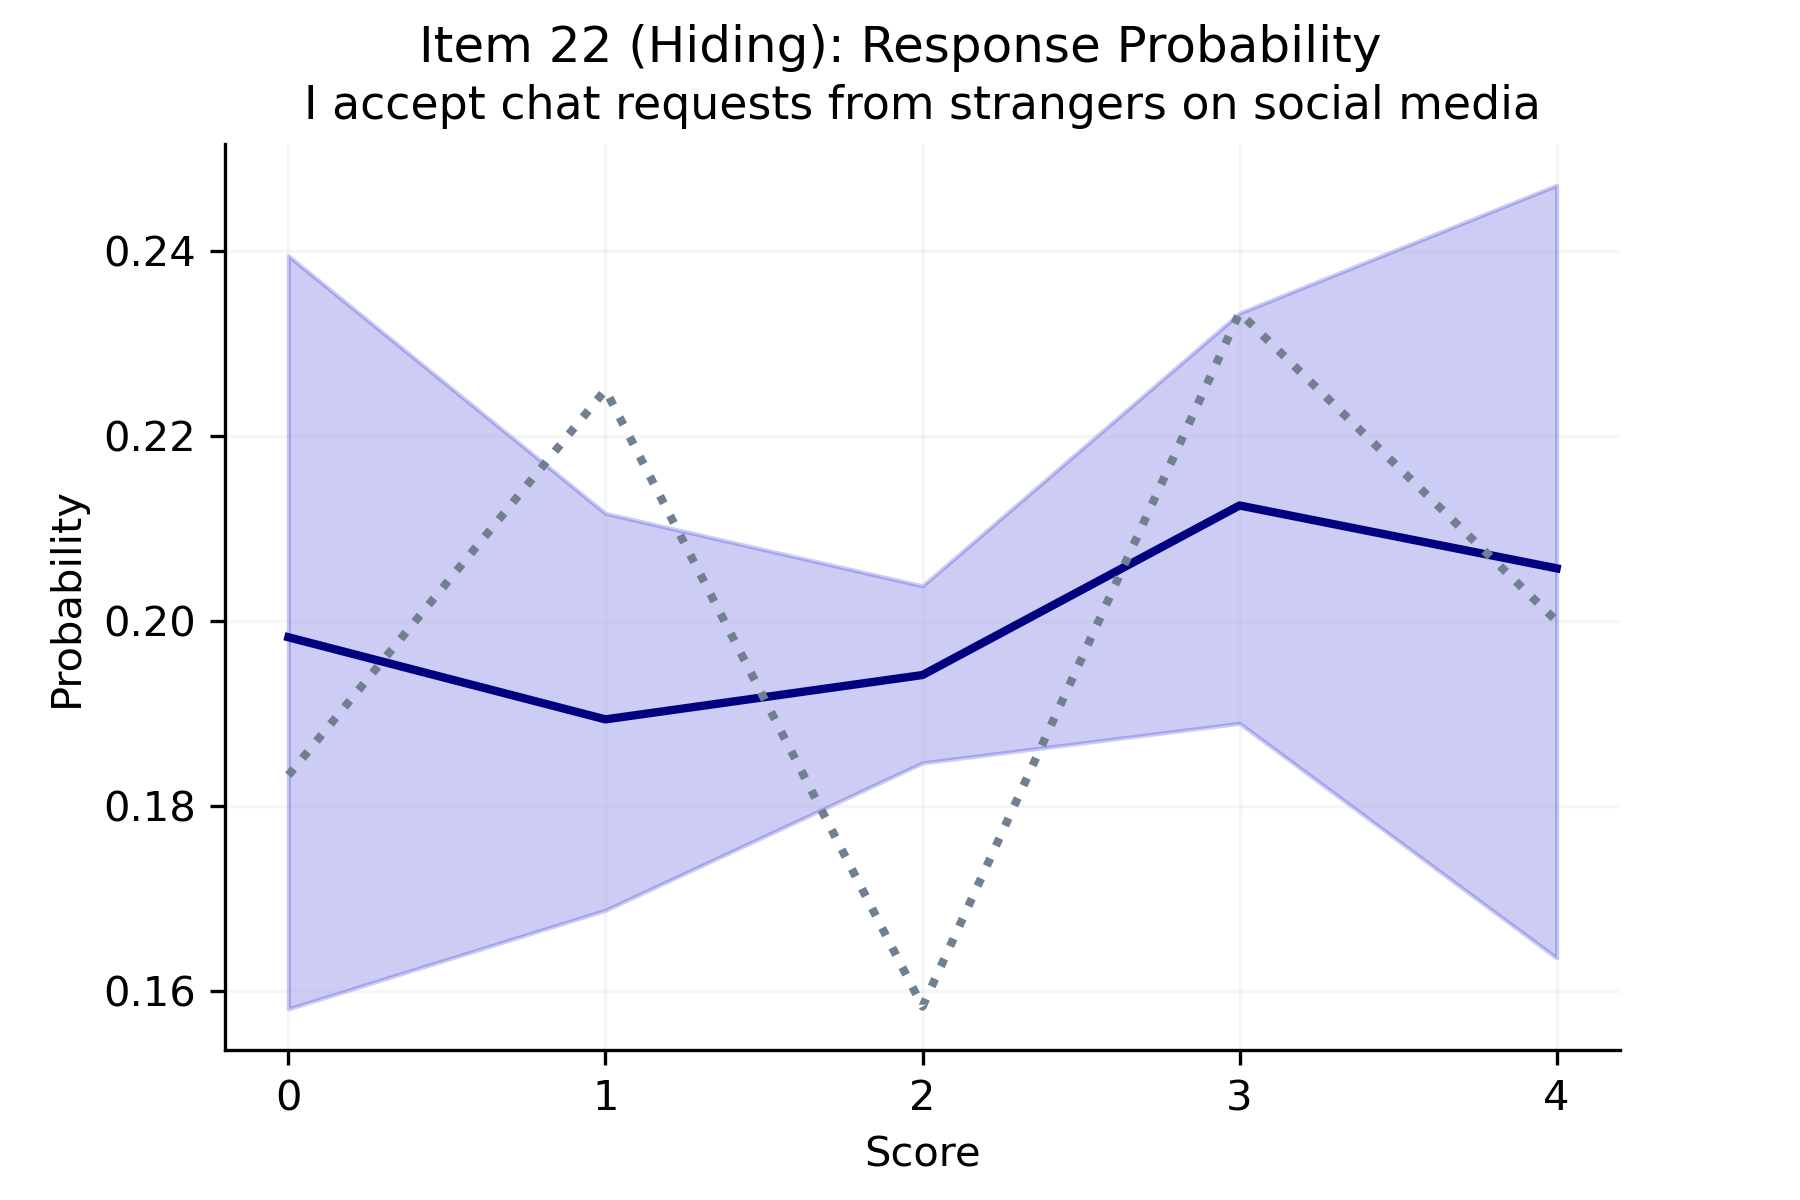 Item 22 (Hiding): Response Probability
I accept chat requests from strangers on social media
0.24
0.22
0.20
0.18
0.16
Probability
0
1
2
3
4
Score